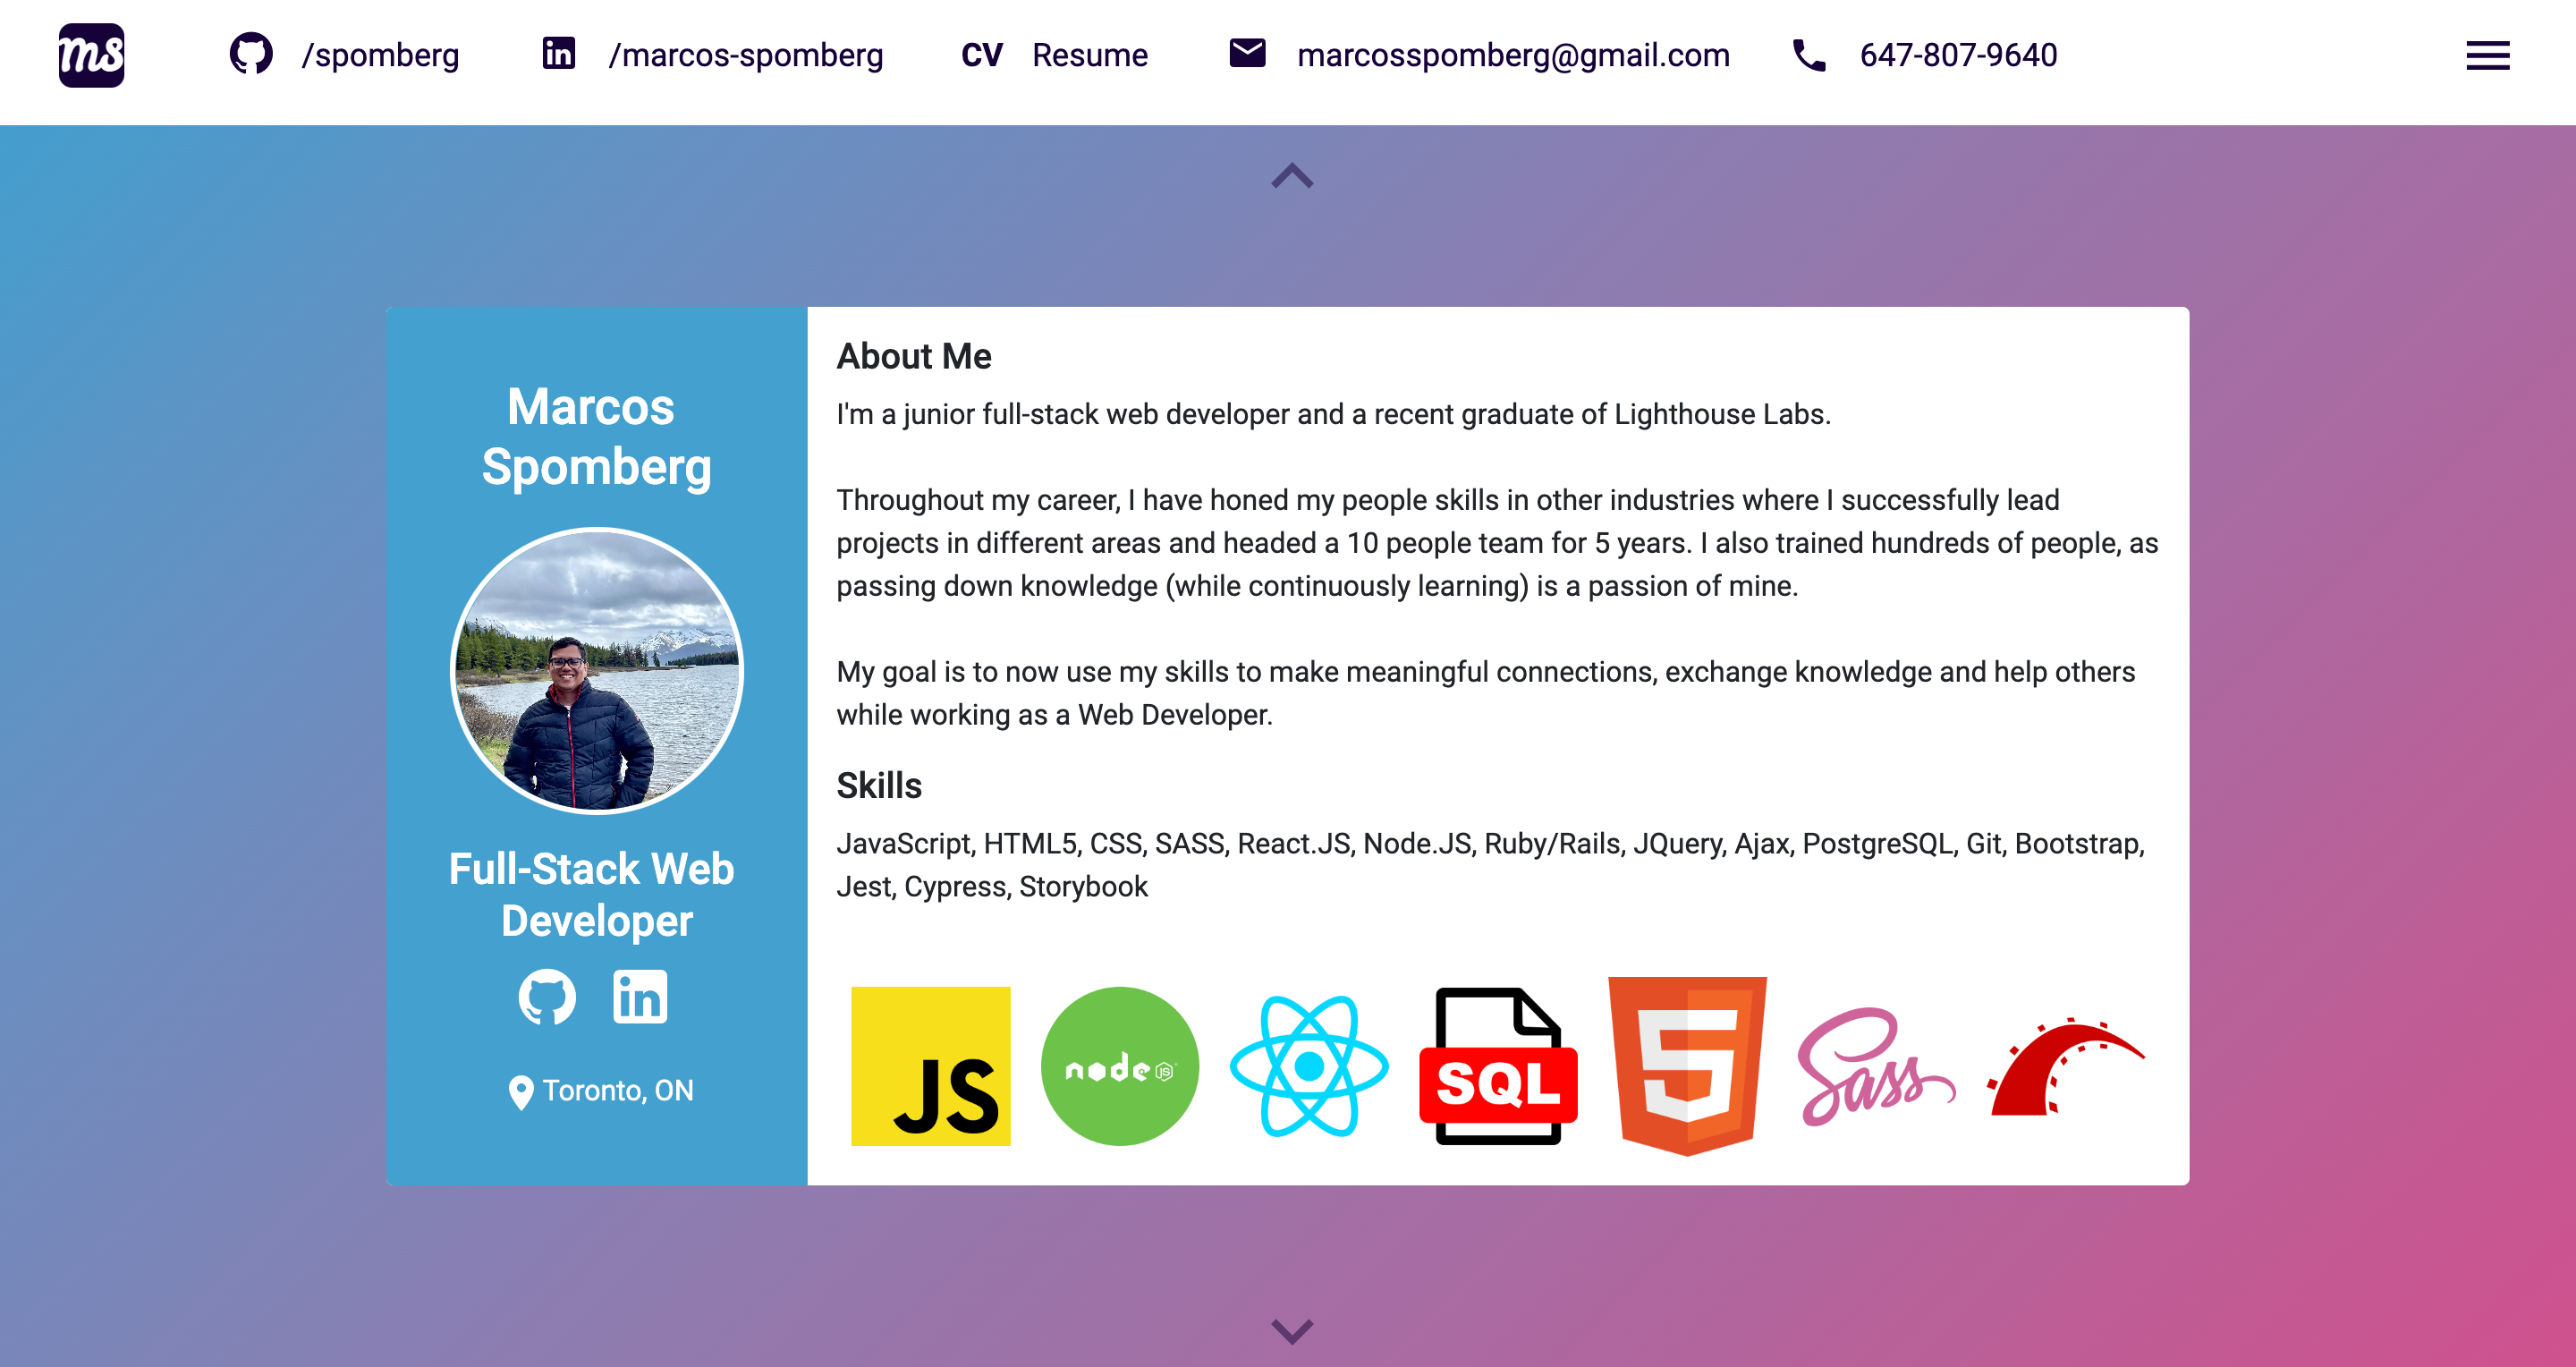 ms
/spomberg
/marcos-spomberg
CV Resume
marcosspomberg@gmail.com
647-807-9640
Marcos
Spomberg
Full-Stack Web
Developer
in
Toronto, ON
About Me
I'm a junior full-stack web developer and a recent graduate of Lighthouse Labs.
Throughout my career, I have honed my people skills in other industries where I successfully lead
projects in different areas and headed a 10 people team for 5 years. I also trained hundreds of people, as
passing down knowledge (while continuously learning) is a passion of mine.
My goal is to now use my skills to make meaningful connections, exchange knowledge and help others
while working as a Web Developer.
Skills
JavaScript, HTML5, CSS, SASS, React.JS, Node.JS, Ruby/Rails, JQuery, Ajax, PostgreSQL, Git, Bootstrap,
Jest, Cypress, Storybook
JS
node JS
SQL
5
Sass